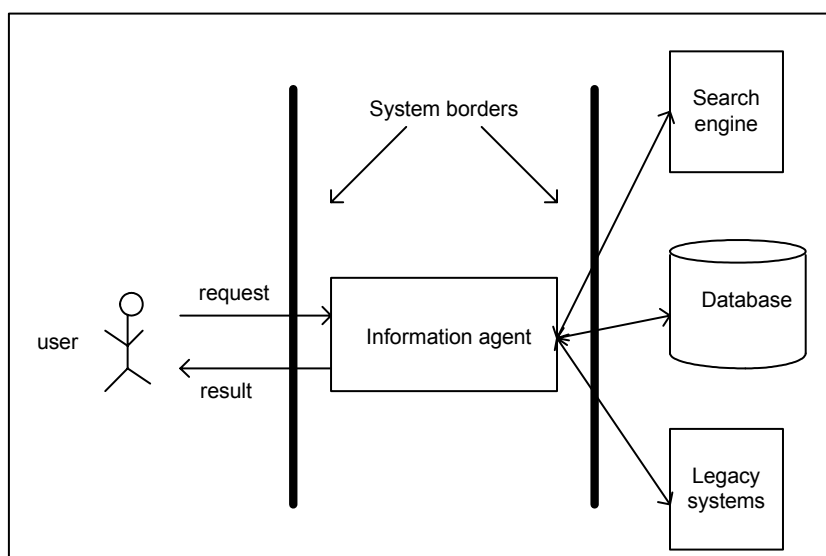 System borders
Search
engine
request
user
Information agent
Database
result
Legacy
systems